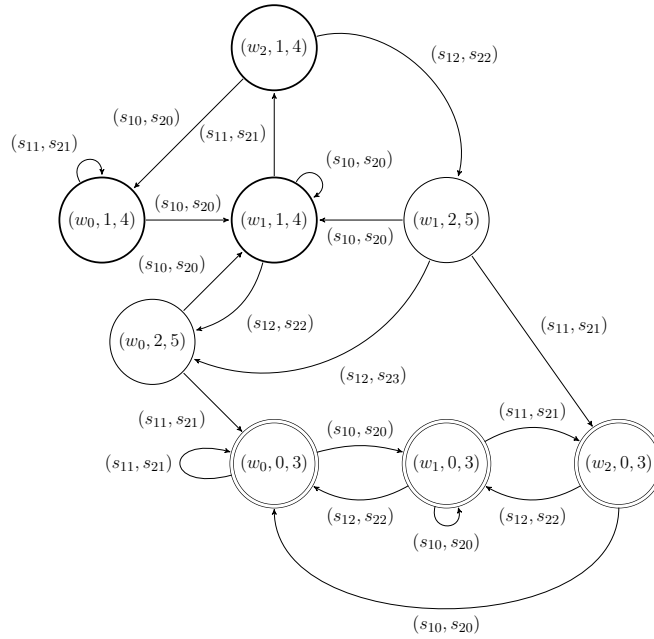 (w₂, 1, 4)
(s₁₂, s₂₂)
(s₁₀, s₂₀)
(s₁₁, s₂₁)
(s₁₁, s₂₁)
(s₁₀, s₂₀)
(w₀, 1, 4)
(s₁₀, s₂₀)
(w₁, 1, 4)
(s₁₀, s₂₀)
(w₁, 2, 5)
(s₁₀, s₂₀)
(s₁₂, s₂₂)
(w₀, 2, 5)
(s₁₁, s₂₁)
(s₁₂, s₂₃)
(s₁₁, s₂₁)
(s₁₀, s₂₀)
(s₁₁, s₂₁)
(s₁₁, s₂₁)
(w₀, 0, 3)
(w₁, 0, 3)
(w₂, 0, 3)
(s₁₂, s₂₂)
(s₁₂, s₂₂)
(s₁₀, s₂₀)
(s₁₀, s₂₀)